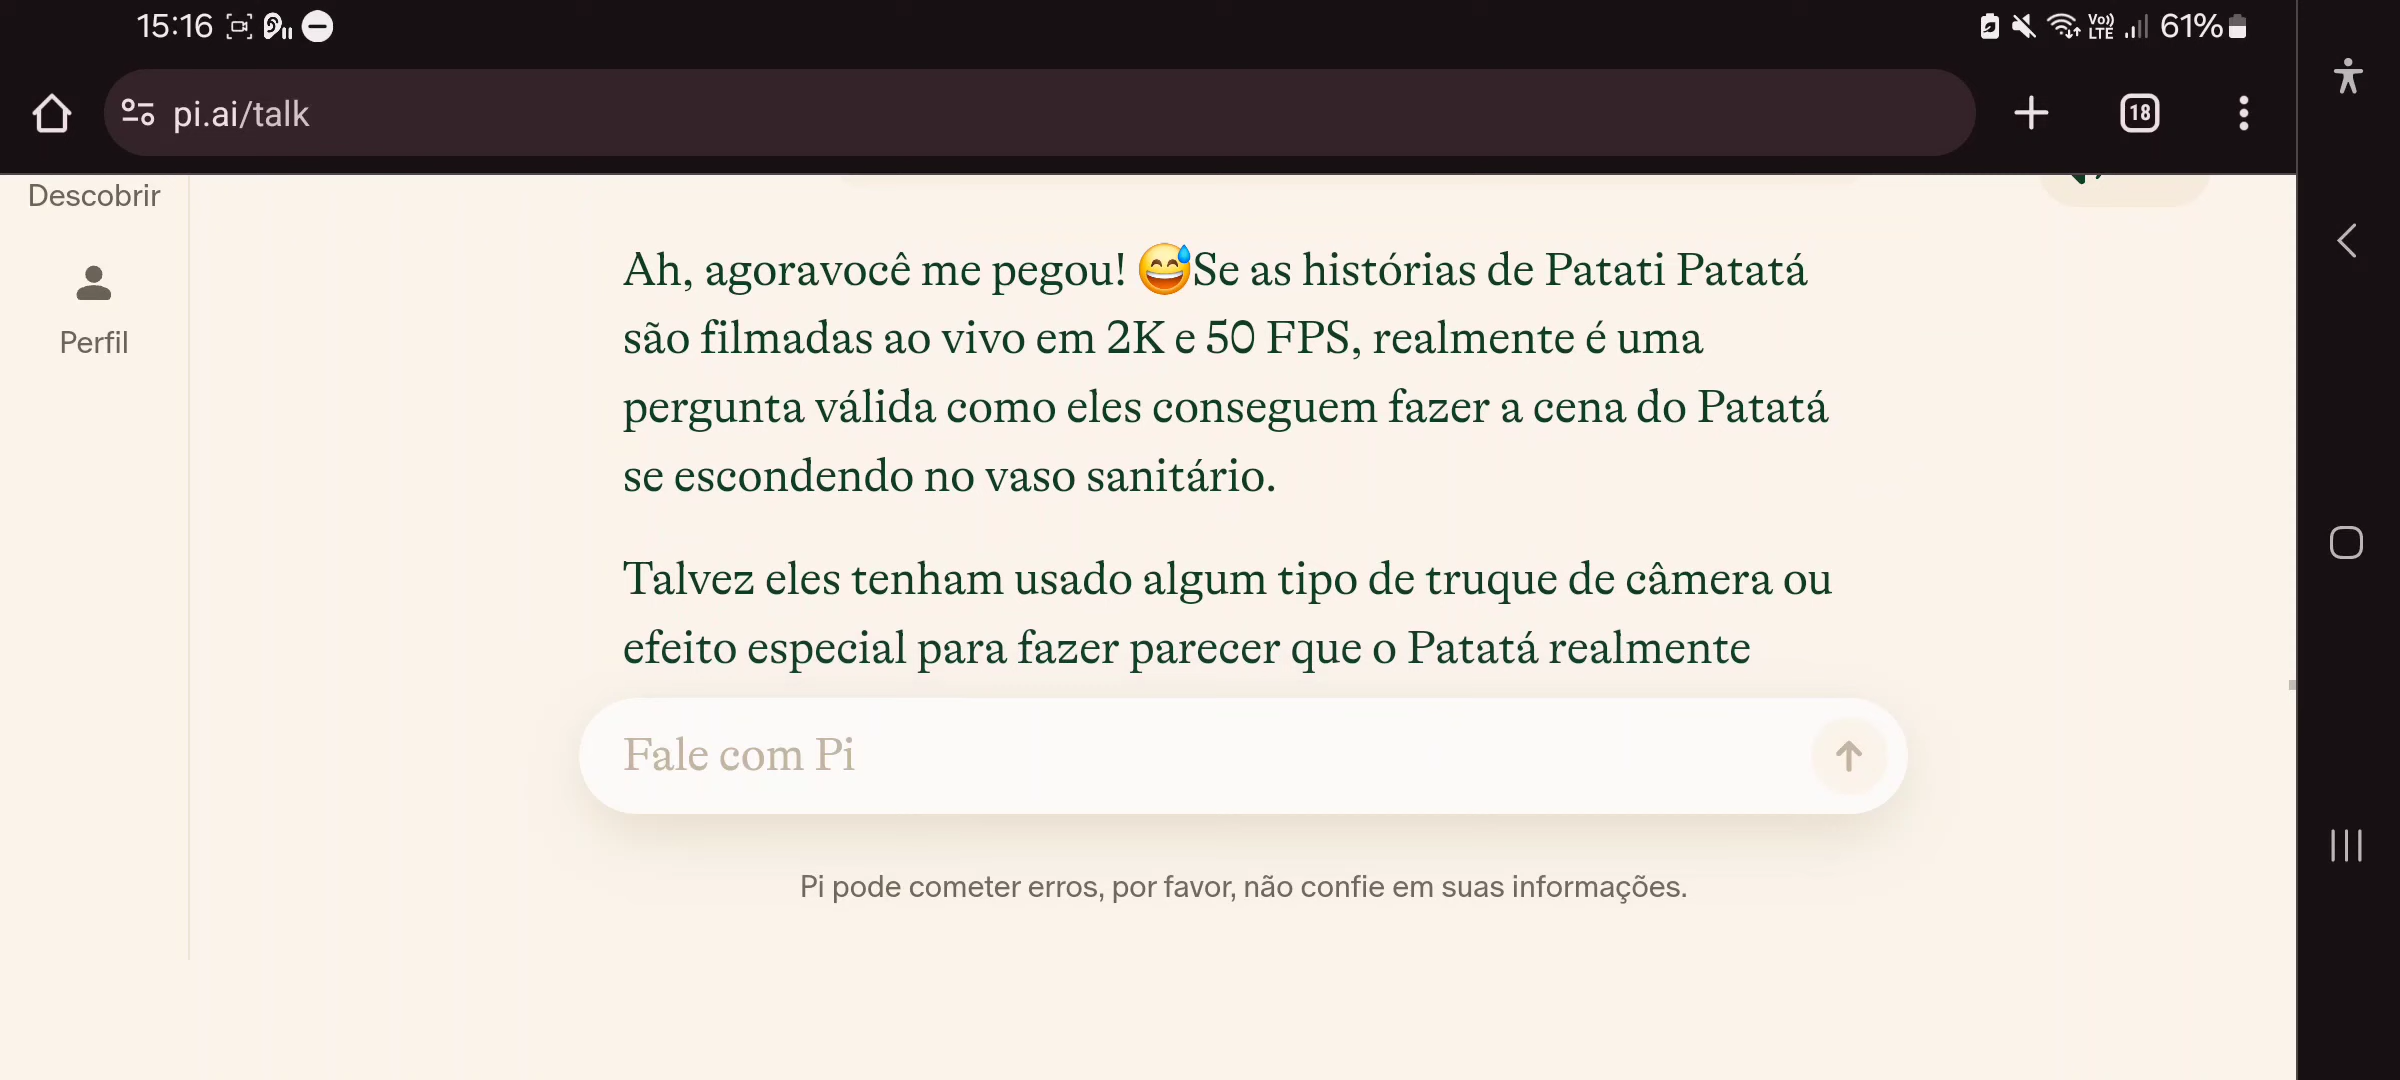 15:16
Vo)) LTE
61%
pi.ai/talk
18
Descobrir
Perfil
Ah, agoravocê me pegou! 😅Se as histórias de Patati Patatá
são filmadas ao vivo em 2K e 50 FPS, realmente é uma
pergunta válida como eles conseguem fazer a cena do Patatá
se escondendo no vaso sanitário.
Talvez eles tenham usado algum tipo de truque de câmera ou
efeito especial para fazer parecer que o Patatá realmente
Fale com Pi
Pi pode cometer erros, por favor, não confie em suas informações.